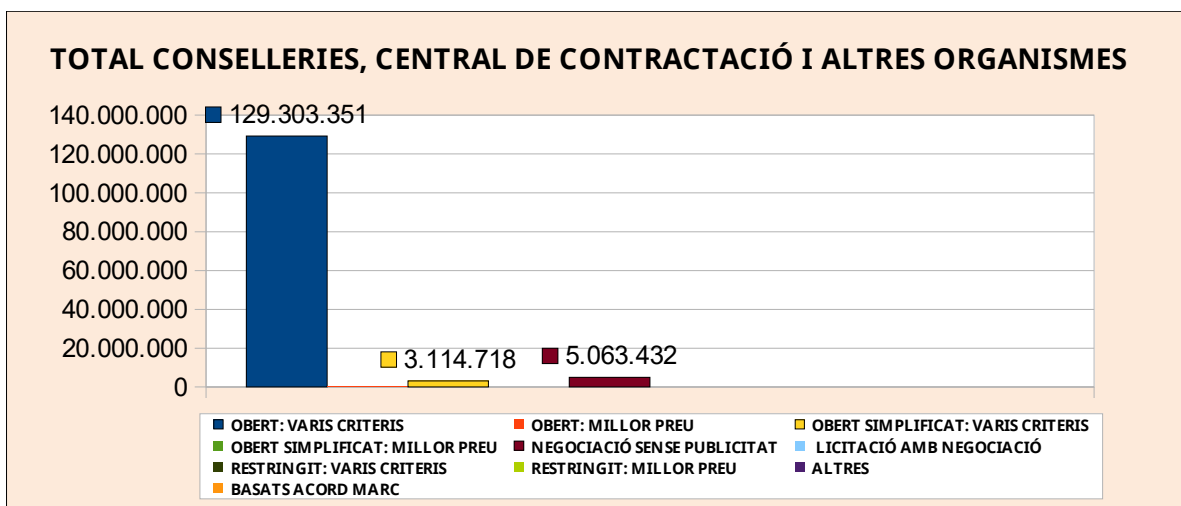 TOTAL CONSELLERIES, CENTRAL DE CONTRACTACIÓ I ALTRES ORGANISMES
140.000.000
129.303.351
120.000.000
100.000.000
80.000.000
60.000.000
40.000.000
20.000.000
3.114.718
5.063.432
0
OBERT: VARIS CRITERIS
OBERT: MILLOR PREU
OBERT SIMPLIFICAT: VARIS CRITERIS
OBERT SIMPLIFICAT: MILLOR PREU
NEGOCIACIÓ SENSE PUBLICITAT
LICITACIÓ AMB NEGOCIACIÓ
RESTRINGIT: VARIS CRITERIS
RESTRINGIT: MILLOR PREU
ALTRES
BASATS ACORD MARC